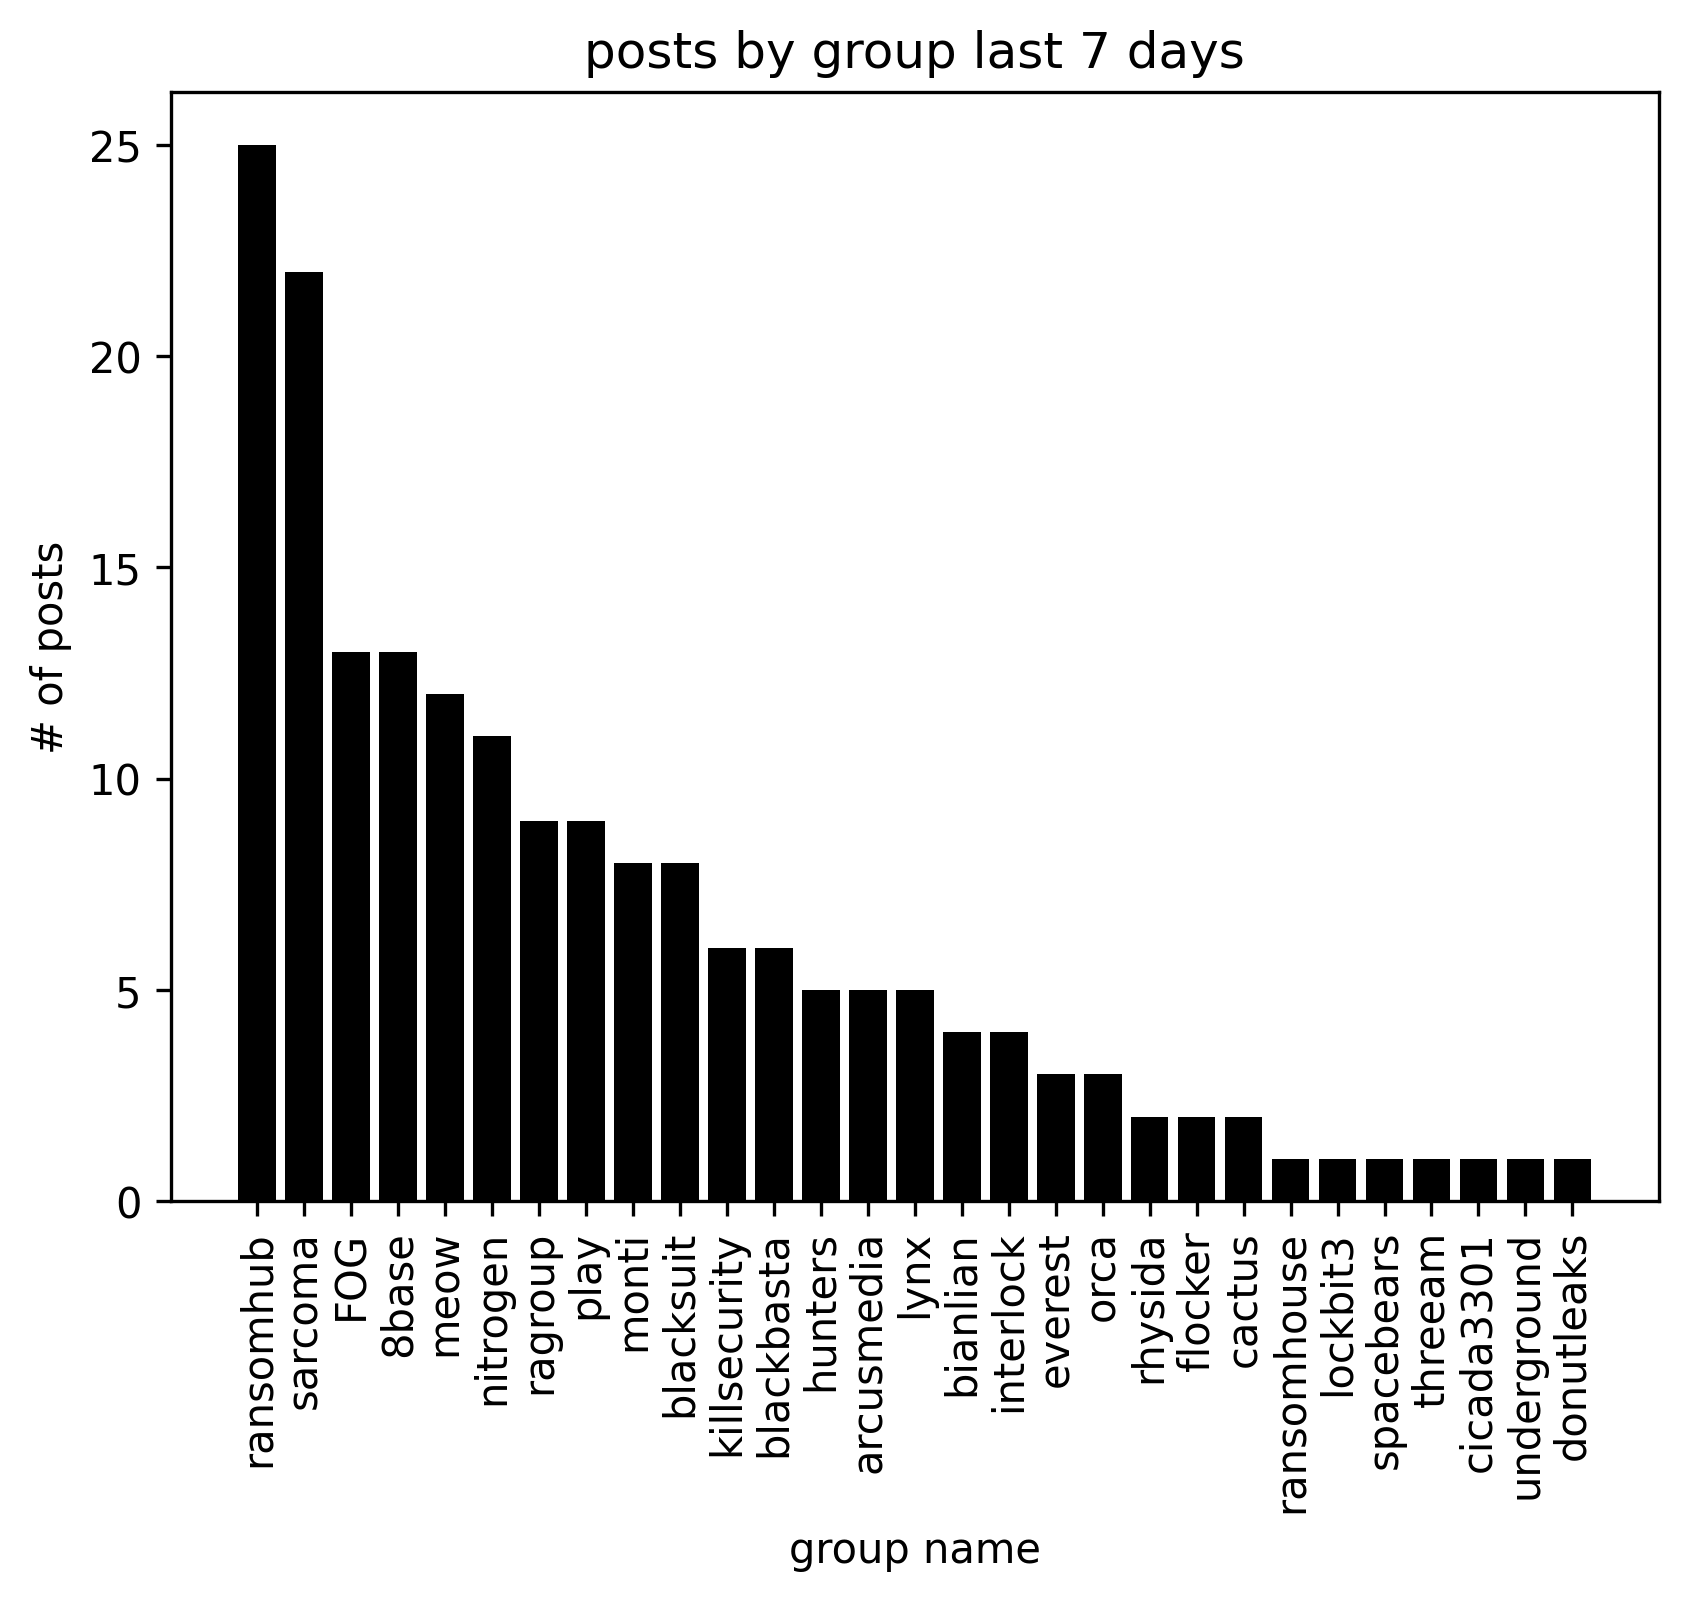 posts by group last 7 days
# of posts
25
20
15
10
5
0
ransomhub
sarcoma
FOG
8base
meow
nitrogen
ragroup
play
monti
blacksuit
killsecurity
blackbasta
hunters
arcusmedia
lynx
bianlian
interlock
everest
orca
rhysida
flocker
cactus
ransomhouse
lockbit3
spacebears
threeam
cicada3301
underground
donutleaks
group name